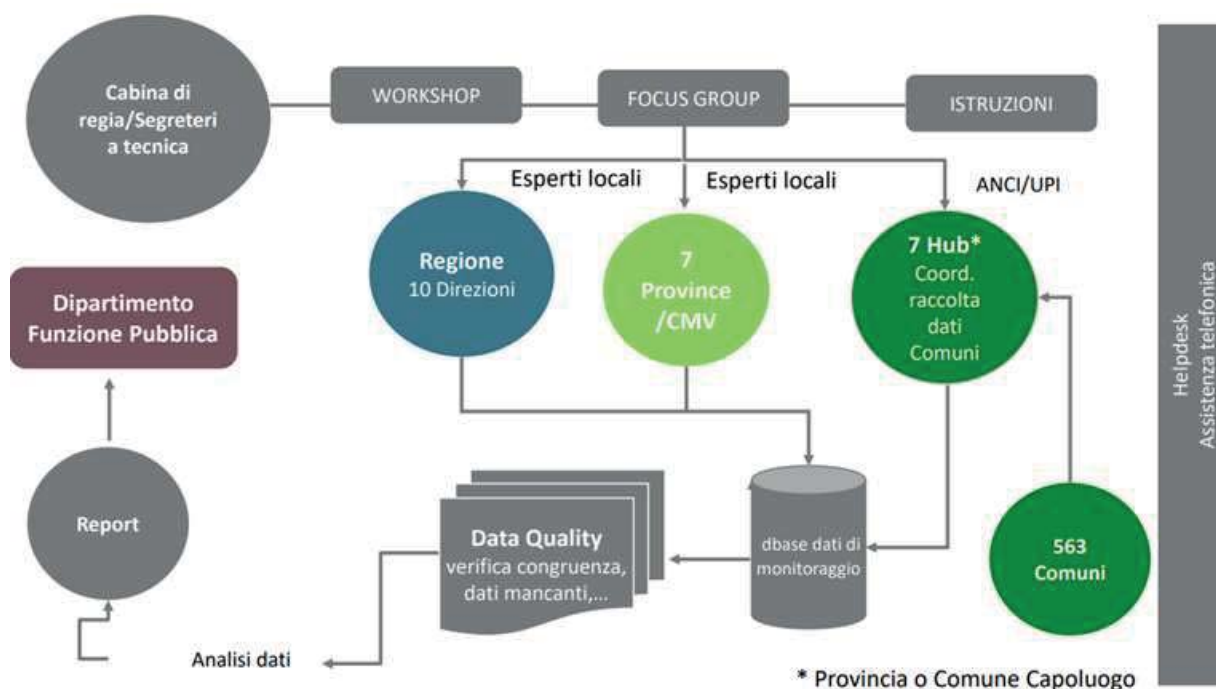 Cabina di
regia/Segreteri
a tecnica
WORKSHOP
FOCUS GROUP
ISTRUZIONI
Esperti locali
Esperti locali
ANCI/UPI
Regione
10 Direzioni
7
Province
/CMV
7 Hub*
Coord.
raccolta
dati
Comuni
Dipartimento
Funzione Pubblica
Report
Data Quality
verifica congruenza,
dati mancanti,...
dbase dati di
monitoraggio
563
Comuni
Analisi dati
* Provincia o Comune Capoluogo
Helpdesk
Assistenza telefonica